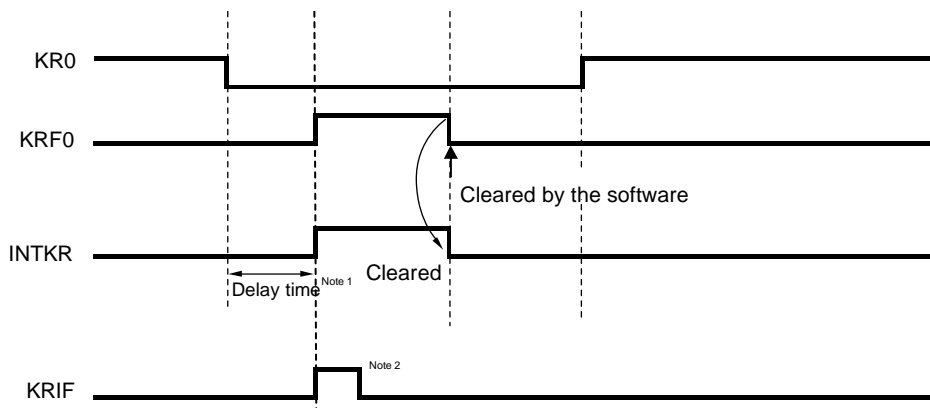 KR0
KRF0
Cleared by the software
INTKR
Cleared
Delay time Note 1
Note 2
KRIF